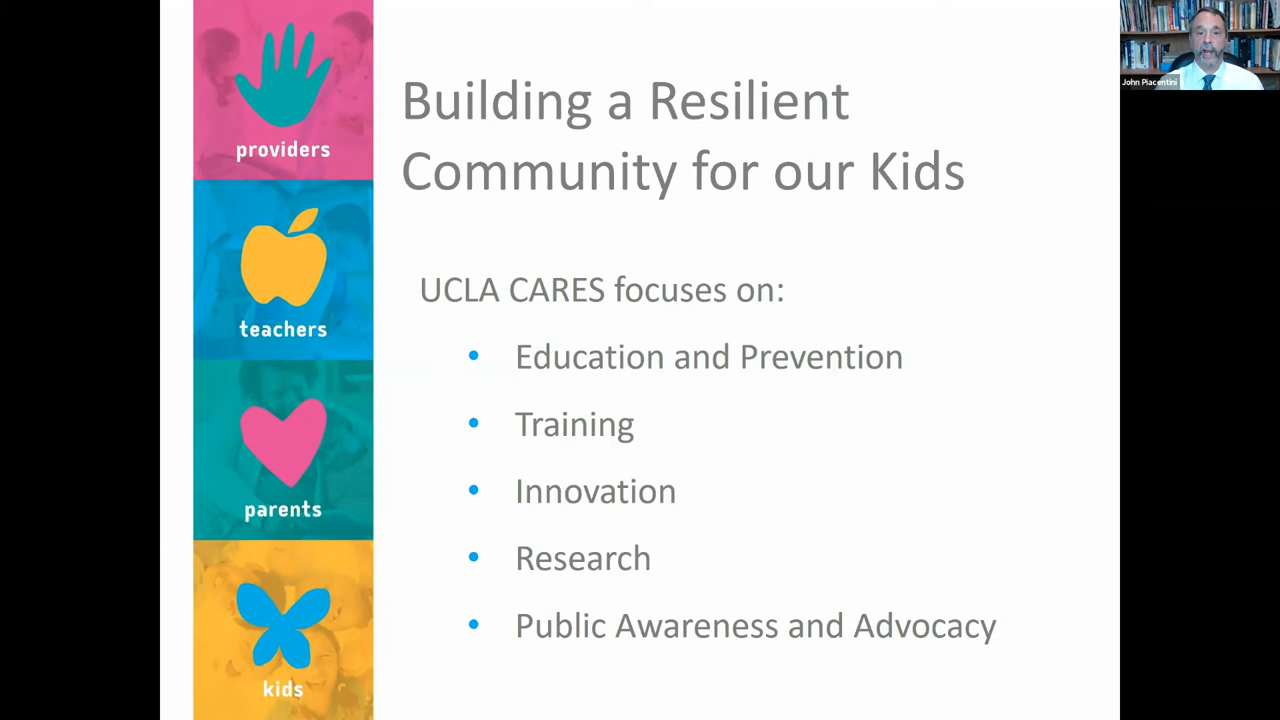 providers
teachers
parents
kids
Building a Resilient
Community for our Kids
UCLA CARES focuses on:
• Education and Prevention
• Training
• Innovation
• Research
• Public Awareness and Advocacy
John Piacentini